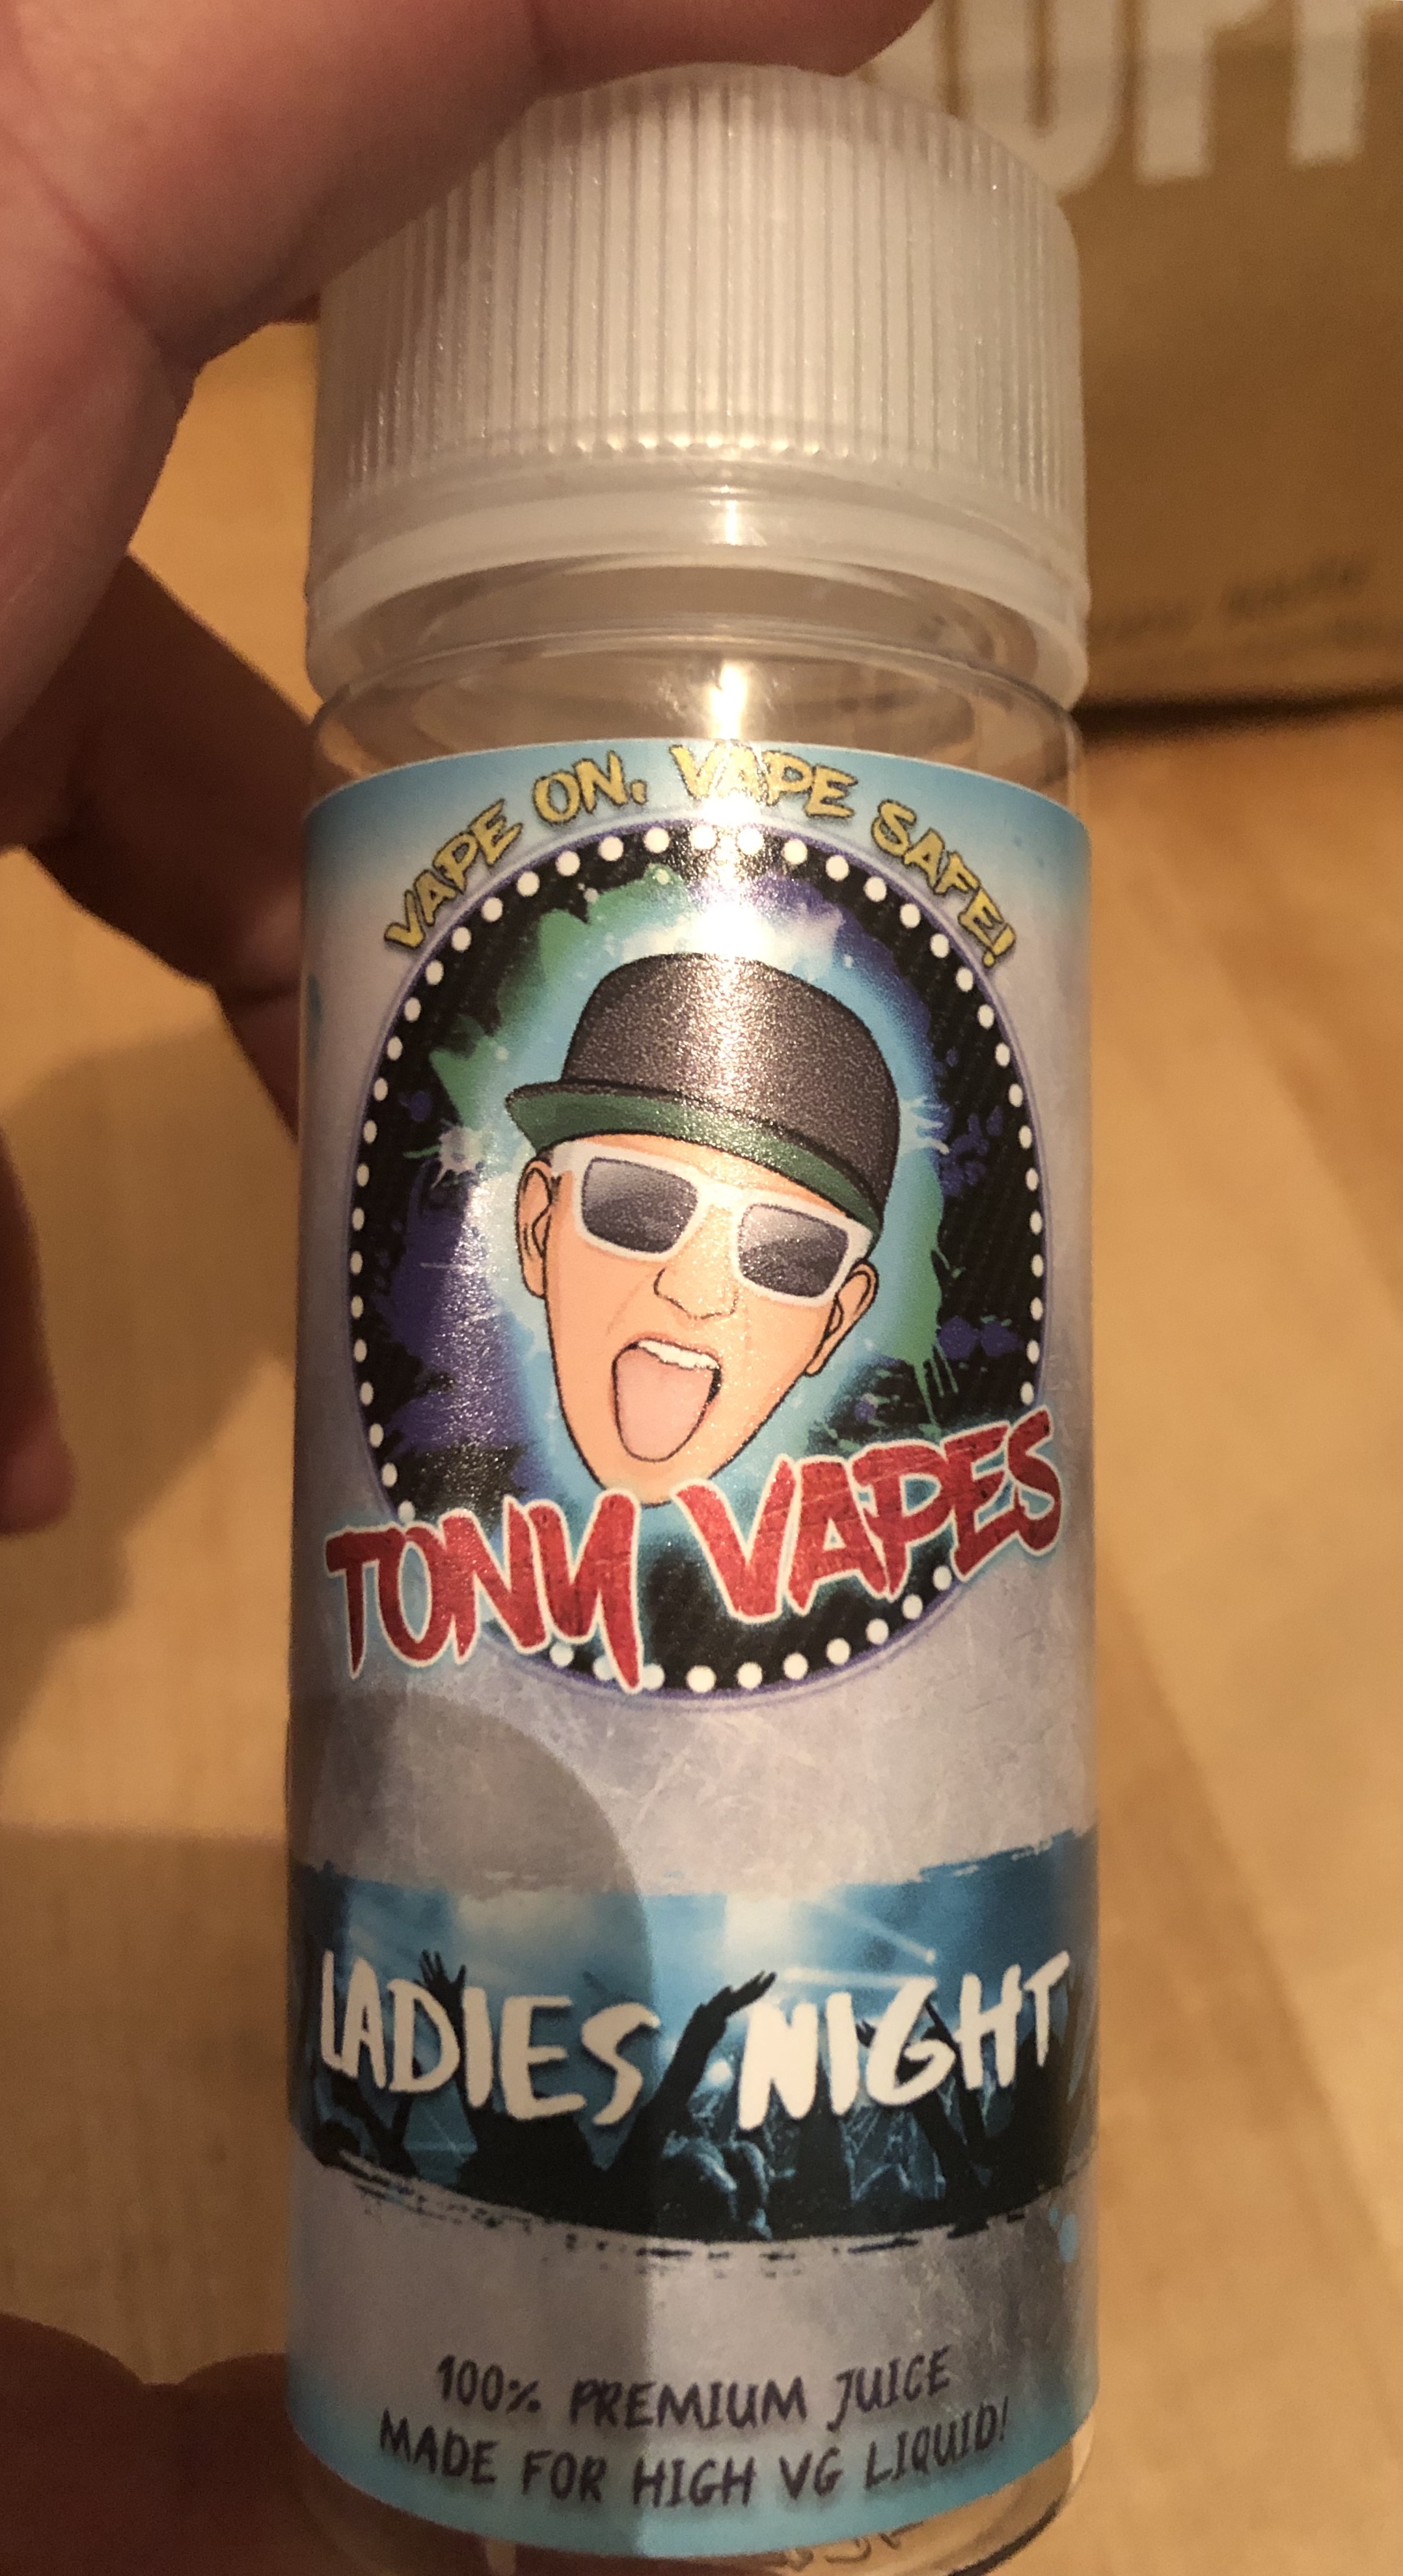 VAPE ON, VAPE SAFE!
TONY VAPES
LADIES NIGHT
100% PREMIUM JUICE
MADE FOR HIGH VG LIQUID!